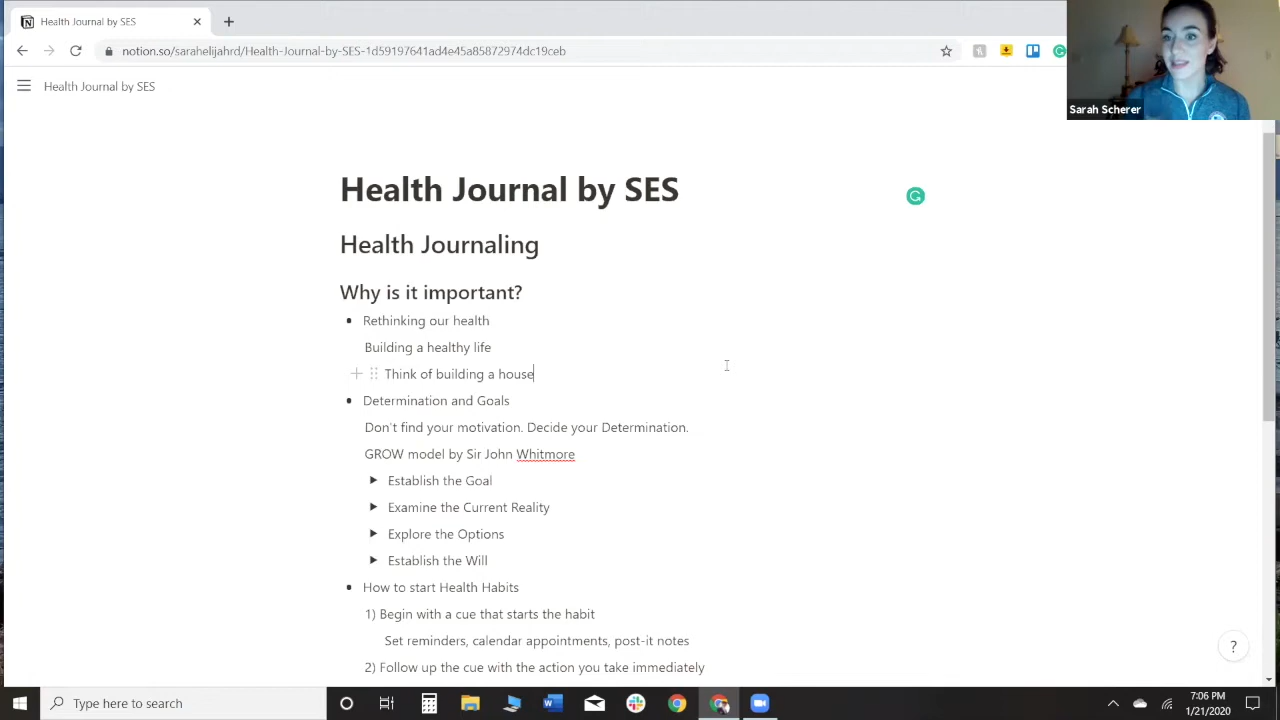 Health Journal by SES
notion.so/sarahelijahrd/Health-Journal-by-SES-1d59197641ad4e45a85872974dc19ceb
Health Journal by SES
Sarah Scherer
Health Journal by SES
Health Journaling
Why is it important?
Rethinking our health
Building a healthy life
Think of building a house
Determination and Goals
Don't find your motivation. Decide your Determination.
GROW model by Sir John Whitmore
Establish the Goal
Examine the Current Reality
Explore the Options
Establish the Will
How to start Health Habits
1) Begin with a cue that starts the habit
Set reminders, calendar appointments, post-it notes
2) Follow up the cue with the action you take immediately
?
Type here to search
7:06 PM
1/21/2020